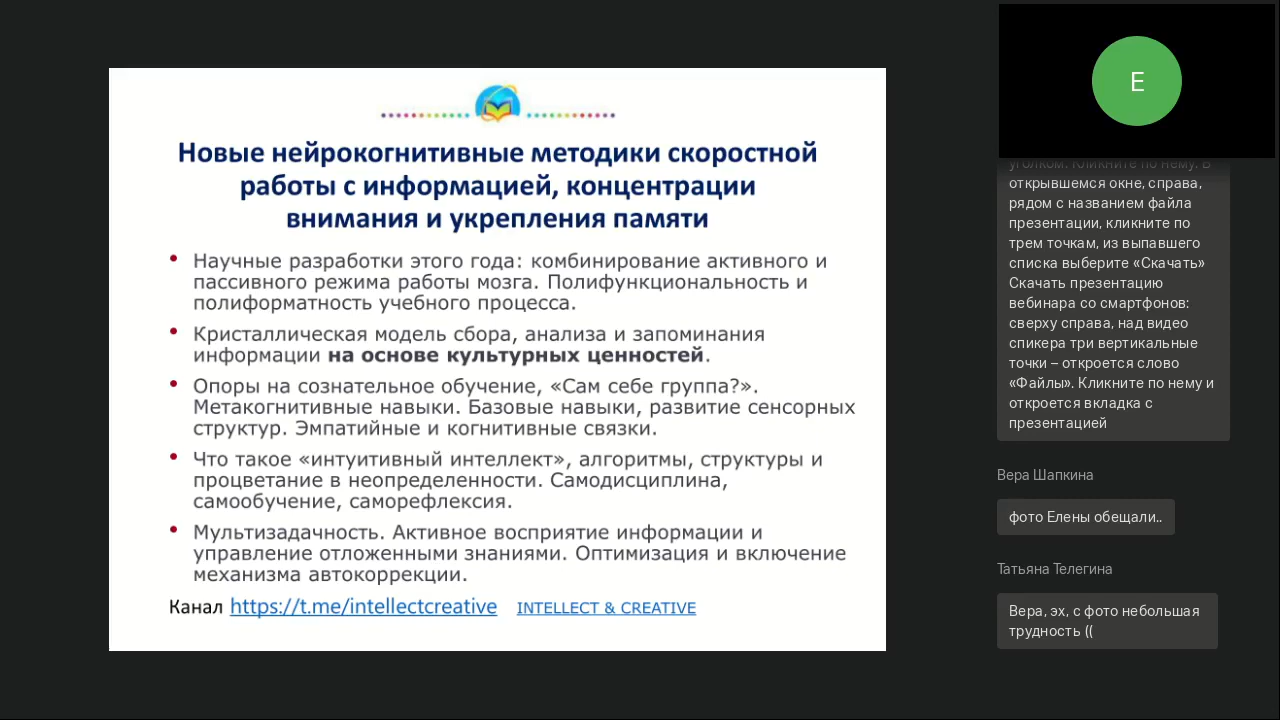 Новые нейрокогнитивные методики скоростной
работы с информацией, концентрации
внимания и укрепления памяти
• Научные разработки этого года: комбинирование активного и
пассивного режима работы мозга. Полифункциональность и
полиформатность учебного процесса.
• Кристаллическая модель сбора, анализа и запоминания
информации на основе культурных ценностей.
• Опоры на сознательное обучение, «Сам себе группа?».
Метакогнитивные навыки. Базовые навыки, развитие сенсорных
структур. Эмпатийные и когнитивные связки.
• Что такое «интуитивный интеллект», алгоритмы, структуры и
процветание в неопределенности. Самодисциплина,
самообучение, саморефлексия.
• Мультизадачность. Активное восприятие информации и
управление отложенными знаниями. Оптимизация и включение
механизма автокоррекции.
Канал https://t.me/intellectcreative INTELLECT & CREATIVE
E
уголком. Кликните по нему. В
открывшемся окне, справа,
рядом с названием файла
презентации, кликните по
трем точкам, из выпавшего
списка выберите «Скачать»
Скачать презентацию
вебинара со смартфонов:
сверху справа, над видео
спикера три вертикальные
точки – откроется слово
«Файлы». Кликните по нему и
откроется вкладка с
презентацией
Вера Шапкина
фото Елены обещали..
Татьяна Телегина
Вера, эх, с фото небольшая
трудность ((